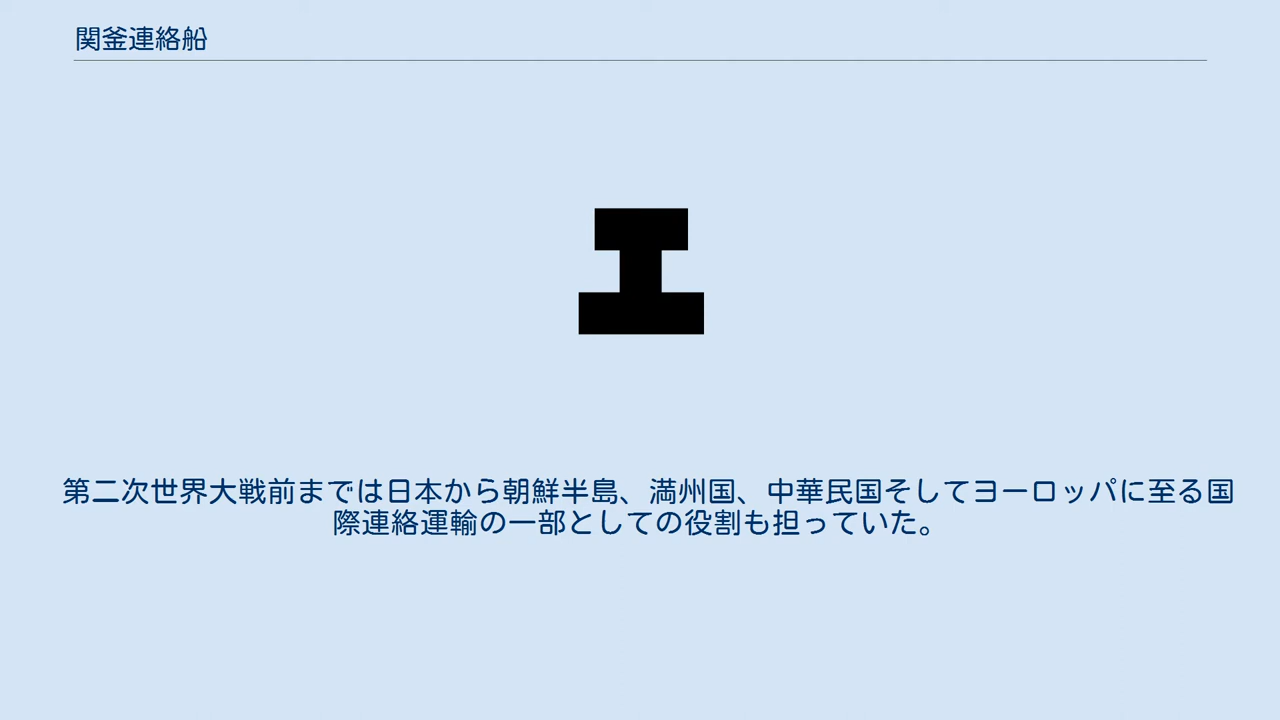 関釜連絡船
第二次世界大戦前までは日本から朝鮮半島、満州国、中華民国そしてヨーロッパに至る国
際連絡運輸の一部としての役割も担っていた。